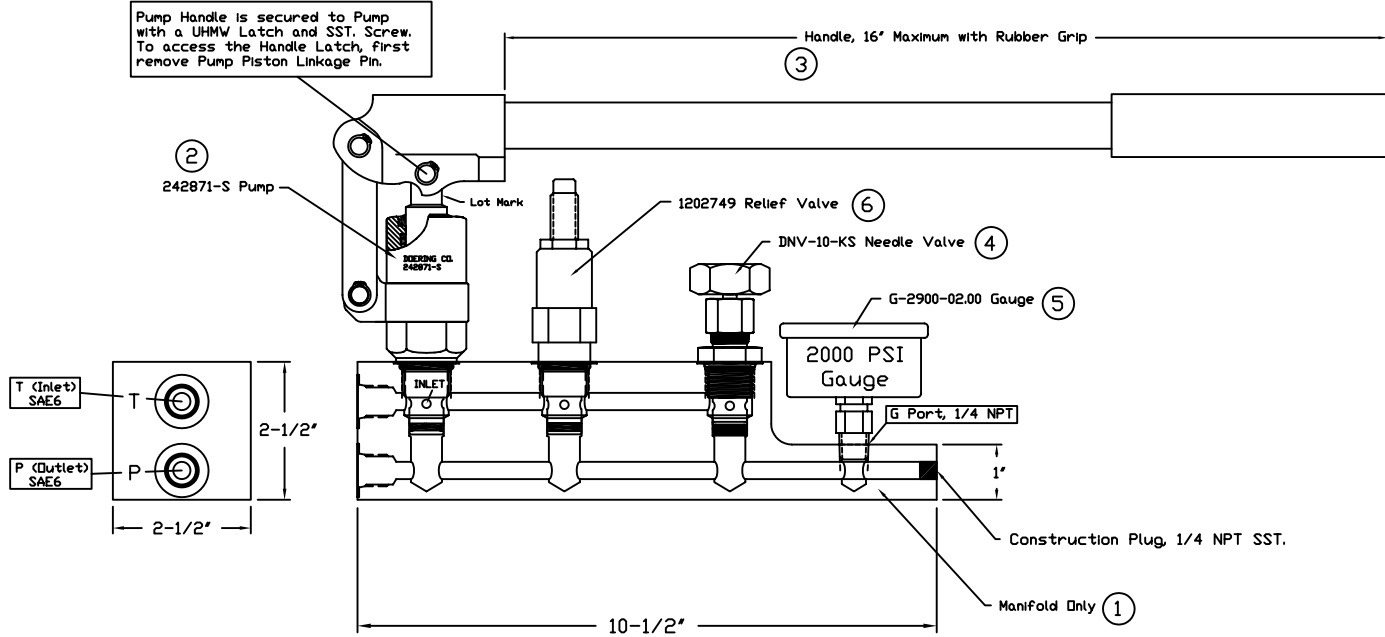 Pump Handle is secured to Pump
with a UHMW Latch and SST. Screw.
To access the Handle Latch, first
remove Pump Piston Linkage Pin.
Handle, 16" Maximum with Rubber Grip
3
2
242871-S Pump
Lot Mark
1202749 Relief Valve 6
DNV-10-KS Needle Valve 4
DOERING CO.
242871-S
G-2900-02.00 Gauge 5
2000 PSI
Gauge
INLET
T (Inlet)
SAE6
T
G Port, 1/4 NPT
2-1/2"
P (Outlet)
SAE6
P
1"
2-1/2"
Construction Plug, 1/4 NPT SST.
Manifold Only 1
10-1/2"